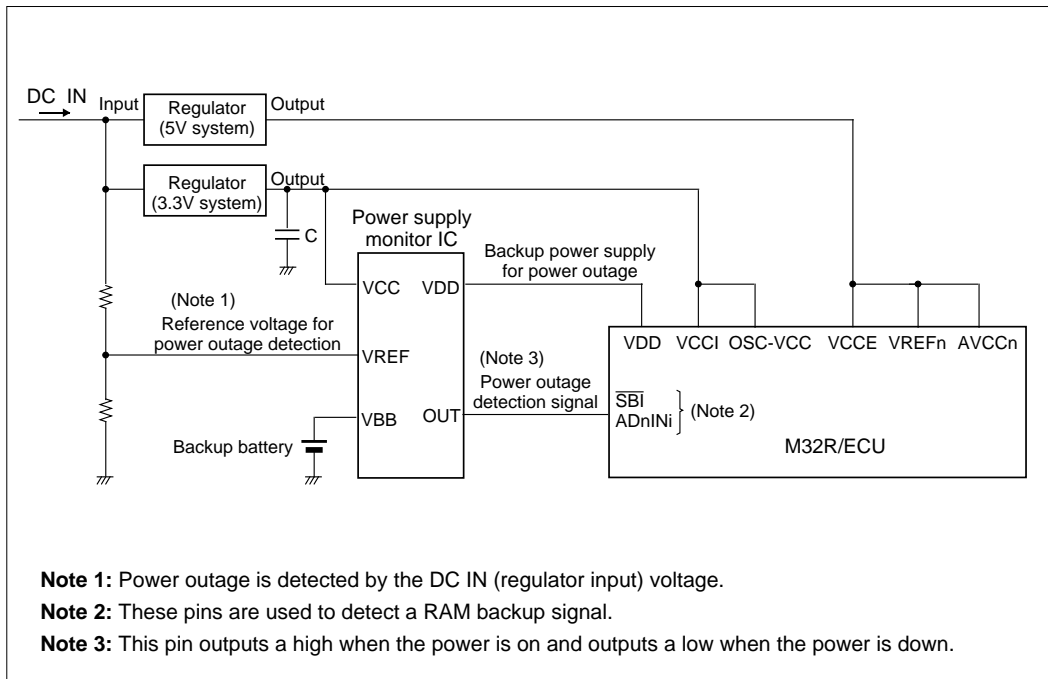 DC IN
Input
Regulator
(5V system)
Output
Regulator
(3.3V system)
Output
C
Power supply
monitor IC
Backup power supply
for power outage
VCC
VDD
(Note 1)
Reference voltage for
power outage detection
VREF
VDD VCCI OSC-VCC VCCE VREFn AVCCn
(Note 3)
Power outage
detection signal
SBI
ADnINi
(Note 2)
VBB
OUT
Backup battery
M32R/ECU
Note 1: Power outage is detected by the DC IN (regulator input) voltage.
Note 2: These pins are used to detect a RAM backup signal.
Note 3: This pin outputs a high when the power is on and outputs a low when the power is down.